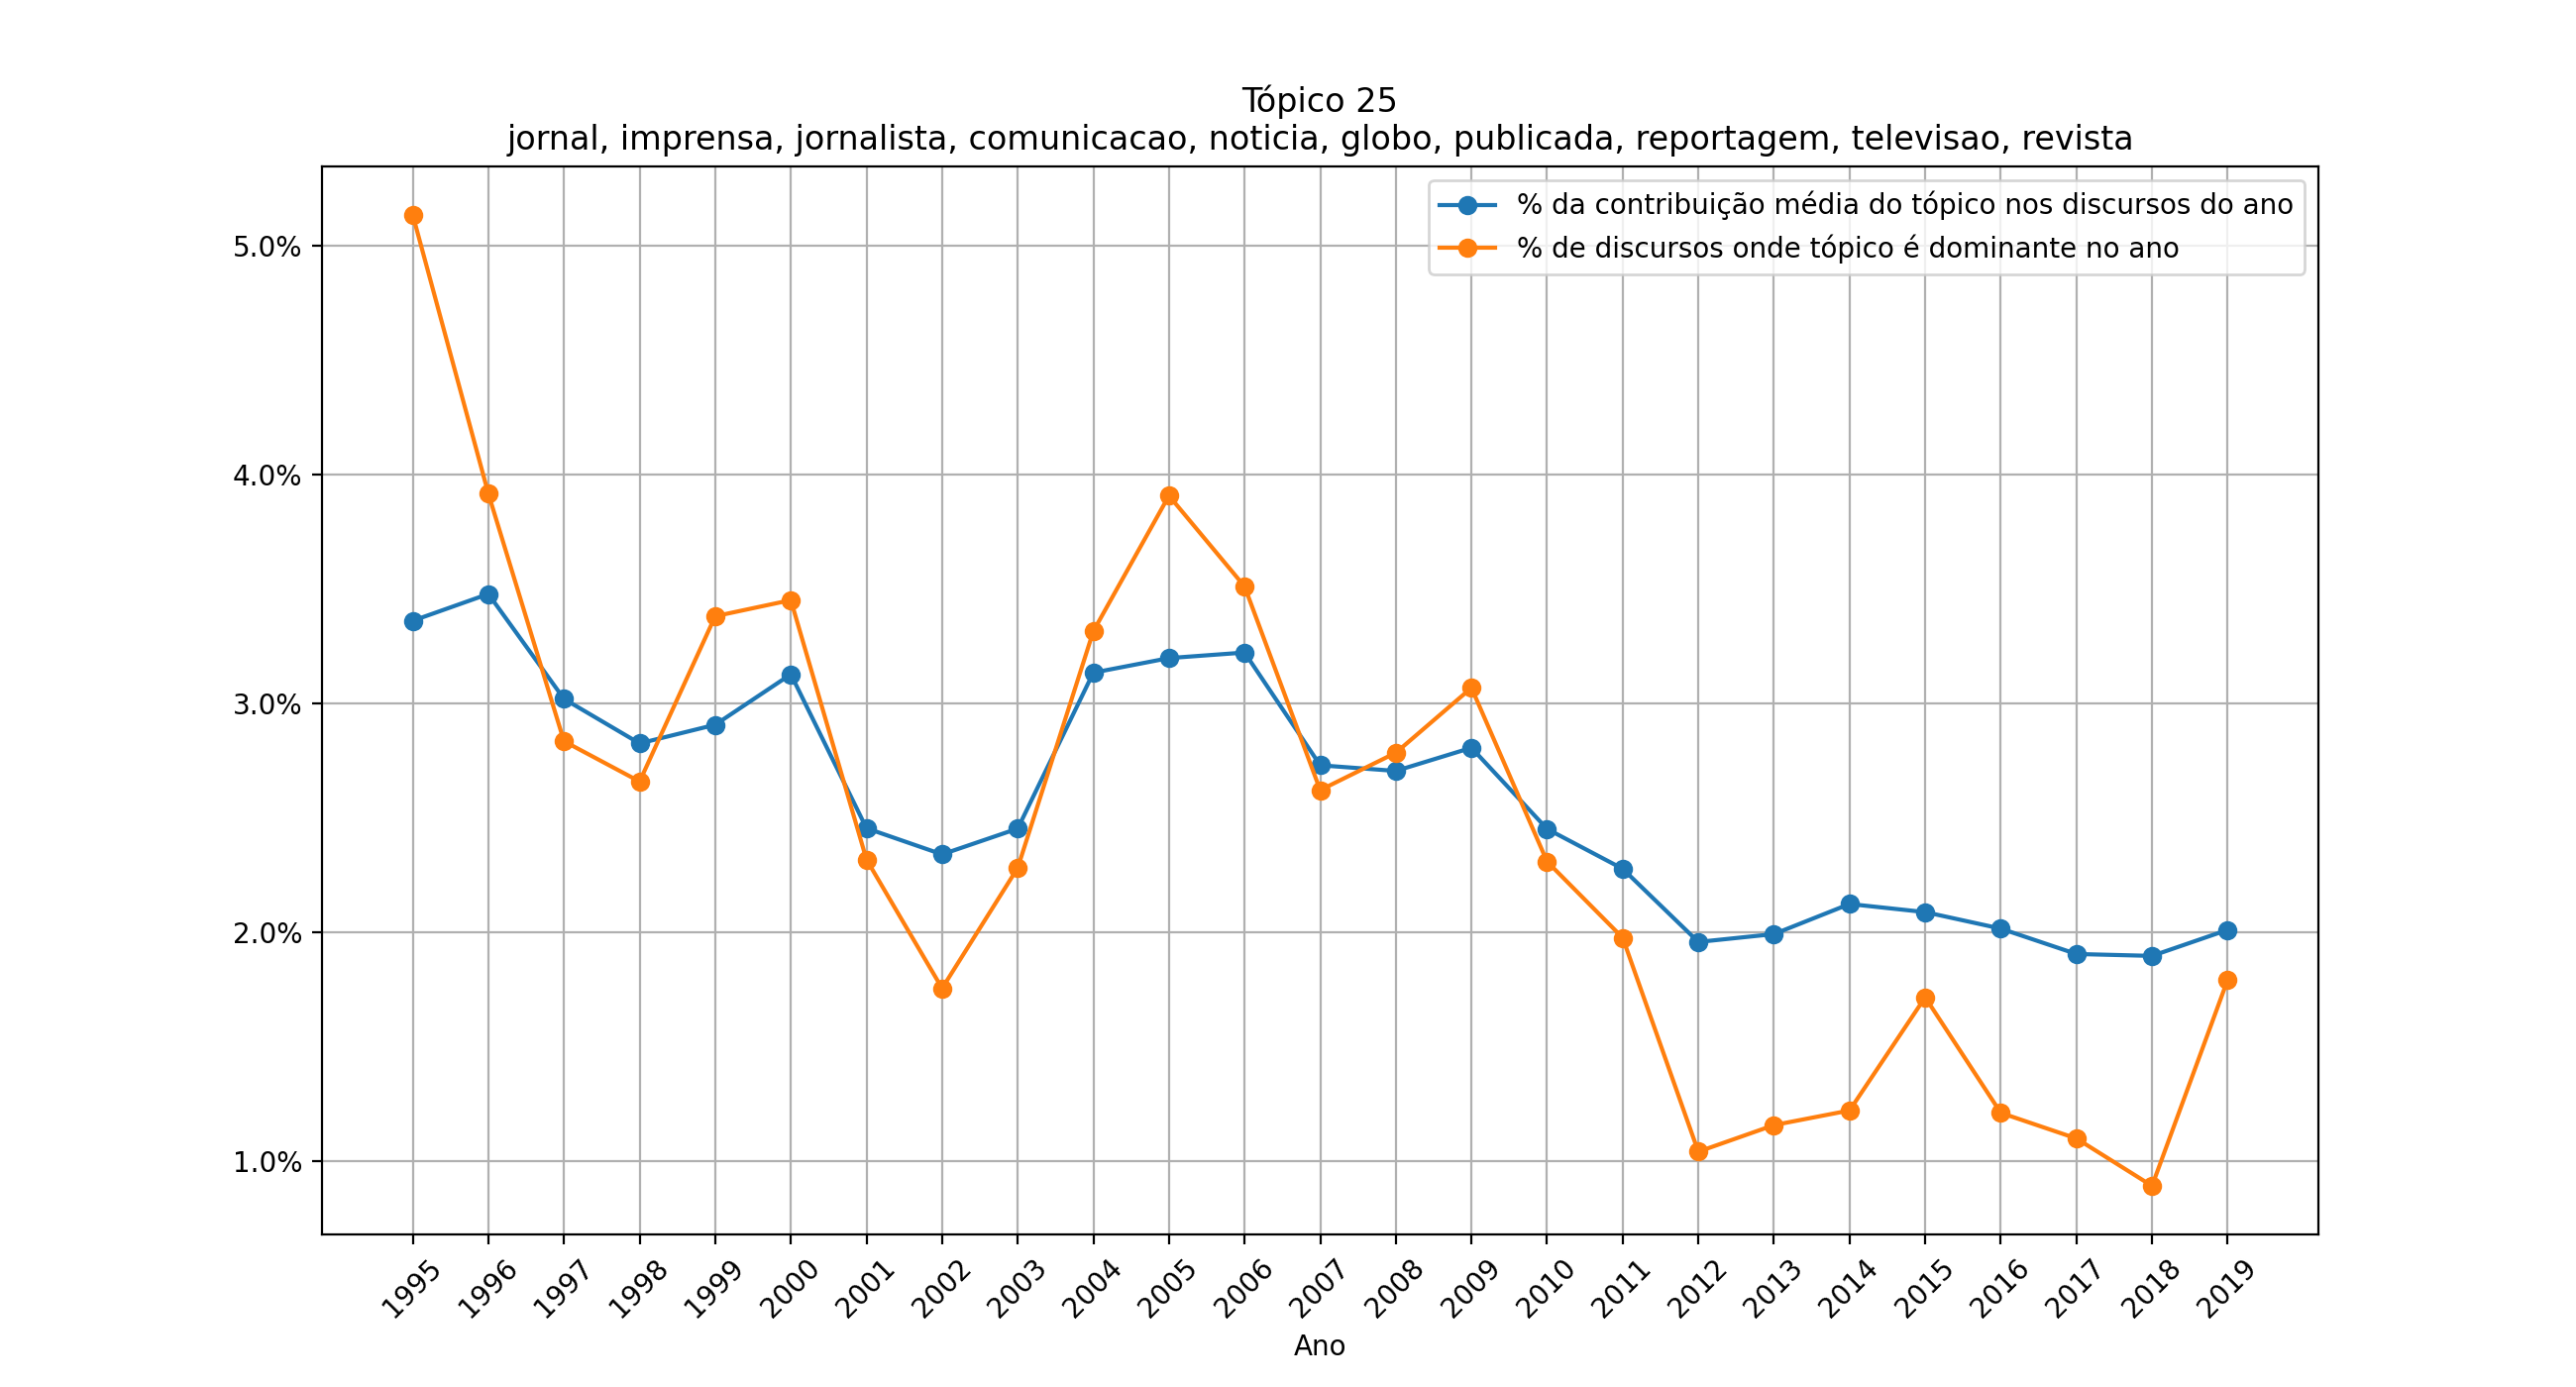 Tópico 25
jornal, imprensa, jornalista, comunicacao, noticia, globo, publicada, reportagem, televisao, revista
% da contribuição média do tópico nos discursos do ano
% de discursos onde tópico é dominante no ano
5.0%
4.0%
3.0%
2.0%
1.0%
1995 1996 1997 1998 1999 2000 2001 2002 2003 2004 2005 2006 2007 2008 2009 2010 2011 2012 2013 2014 2015 2016 2017 2018 2019
Ano